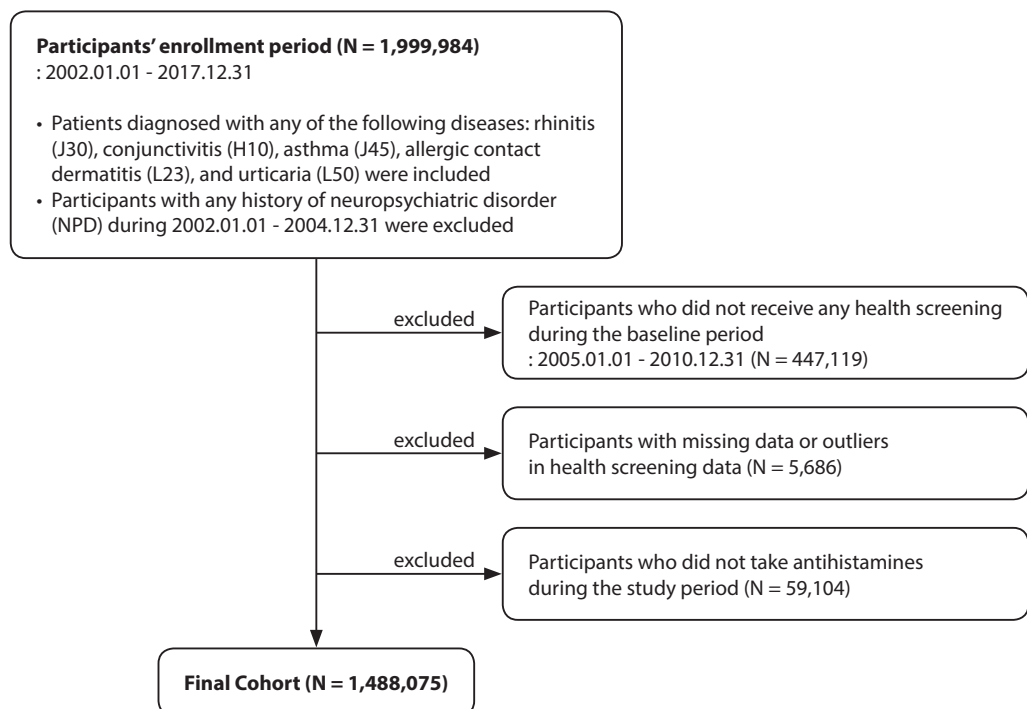 Participants' enrollment period (N = 1,999,984)
: 2002.01.01 - 2017.12.31
• Patients diagnosed with any of the following diseases: rhinitis
(J30), conjunctivitis (H10), asthma (J45), allergic contact
dermatitis (L23), and urticaria (L50) were included
• Participants with any history of neuropsychiatric disorder
(NPD) during 2002.01.01 - 2004.12.31 were excluded
excluded
Participants who did not receive any health screening
during the baseline period
: 2005.01.01 - 2010.12.31 (N = 447,119)
excluded
Participants with missing data or outliers
in health screening data (N = 5,686)
excluded
Participants who did not take antihistamines
during the study period (N = 59,104)
Final Cohort (N = 1,488,075)